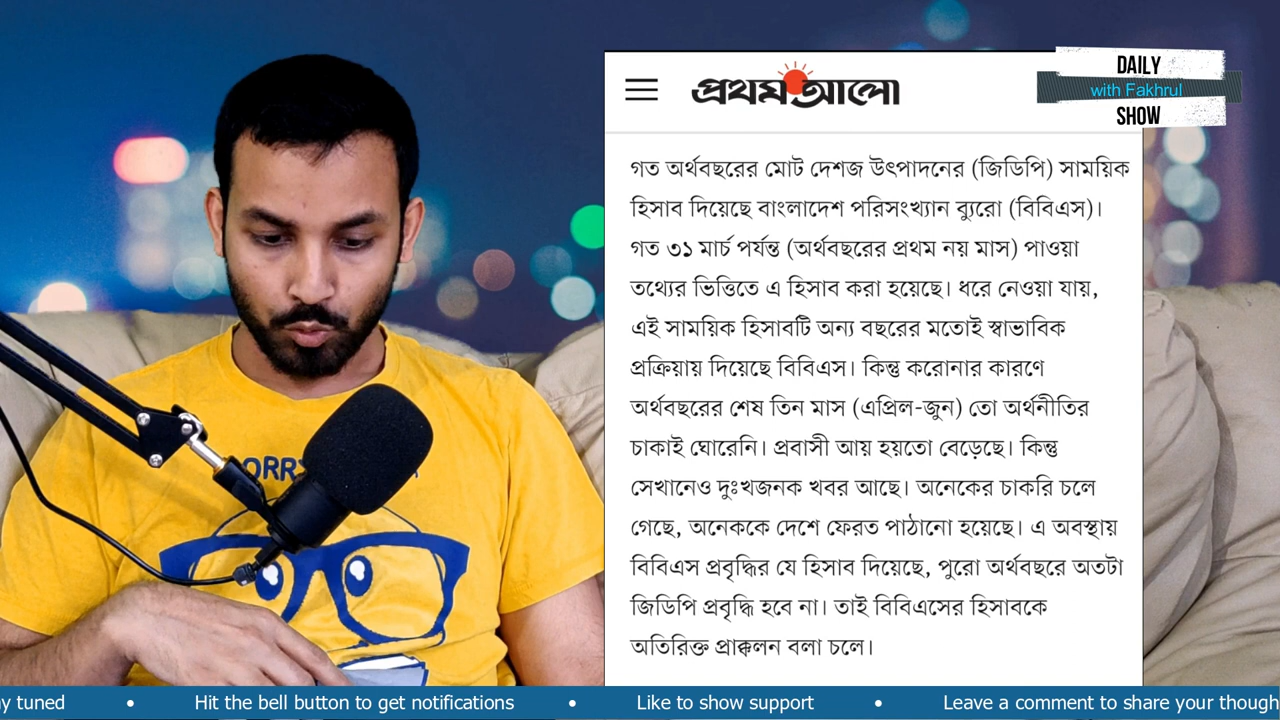 প্রথম আলো
DAILY
with Fakhrul
SHOW
গত অর্থবছরের মোট দেশজ উৎপাদনের (জিডিপি) সাময়িক
হিসাব দিয়েছে বাংলাদেশ পরিসংখ্যান ব্যুরো (বিবিএস)।
গত ৩১ মার্চ পর্যন্ত (অর্থবছরের প্রথম নয় মাস) পাওয়া
তথ্যের ভিত্তিতে এ হিসাব করা হয়েছে। ধরে নেওয়া যায়,
এই সাময়িক হিসাবটি অন্য বছরের মতোই স্বাভাবিক
প্রক্রিয়ায় দিয়েছে বিবিএস। কিন্তু করোনার কারণে
অর্থবছরের শেষ তিন মাস (এপ্রিল-জুন) তো অর্থনীতির
চাকাই ঘোরেনি। প্রবাসী আয় হয়তো বেড়েছে। কিন্তু
সেখানেও দুঃখজনক খবর আছে। অনেকের চাকরি চলে
গেছে, অনেককে দেশে ফেরত পাঠানো হয়েছে। এ অবস্থায়
বিবিএস প্রবৃদ্ধির যে হিসাব দিয়েছে, পুরো অর্থবছরে অতটা
জিডিপি প্রবৃদ্ধি হবে না। তাই বিবিএসের হিসাবকে
অতিরিক্ত প্রাক্কলন বলা চলে।
tuned • Hit the bell button to get notifications • Like to show support • Leave a comment to share your